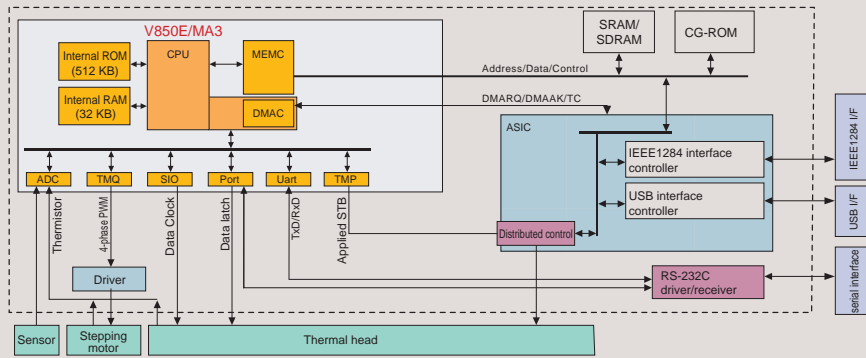 V850E/MA3
Internal ROM
(512 KB)
CPU
MEMC
Internal RAM
(32 KB)
DMAC
SRAM/
SDRAM
CG-ROM
Address/Data/Control
DMARQ/DMAAK/TC
ASIC
IEEE1284 interface
controller
USB interface
controller
Distributed control
IEEE1284 I/F
USB I/F
serial interface
ADC
TMQ
SIO
Port
Uart
TMP
Thermistor
4-phase PWM
Data Clock
Data latch
TxD/RxD
Applied STB
Driver
RS-232C
driver/receiver
Sensor
Stepping
motor
Thermal head